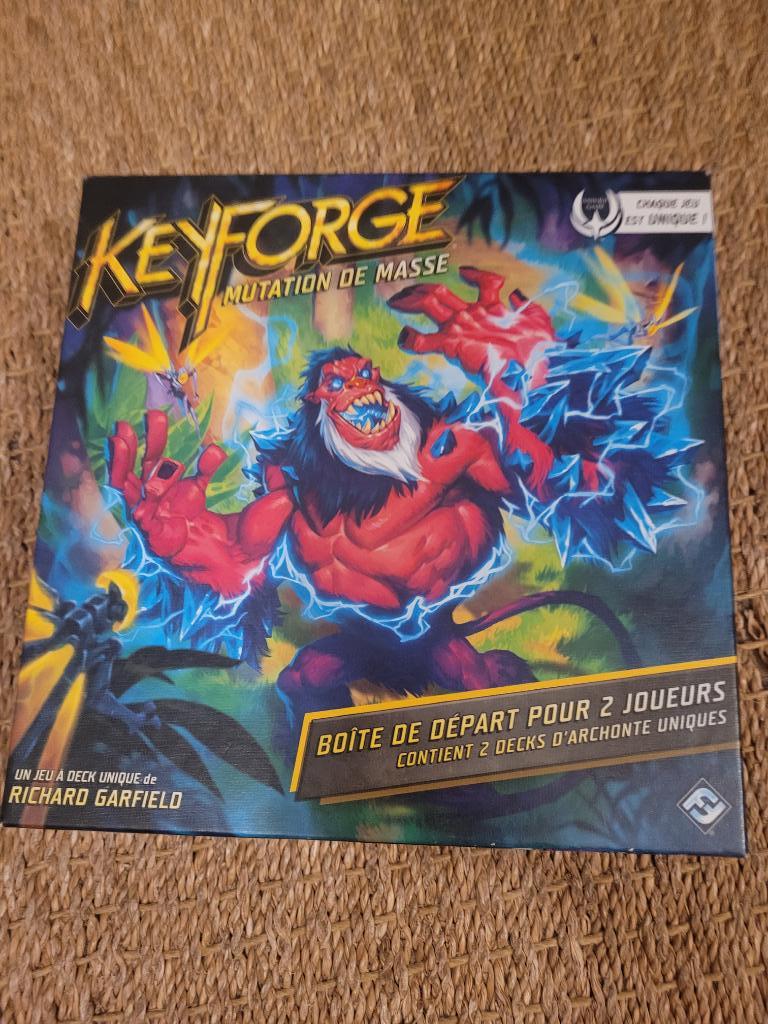 KEYFORGE
MUTATION DE MASSE
CHAQUE JEU
EST UNIQUE !
BOÎTE DE DÉPART POUR 2 JOUEURS
CONTIENT 2 DECKS D'ARCHONTE UNIQUES
UN JEU À DECK UNIQUE de
RICHARD GARFIELD